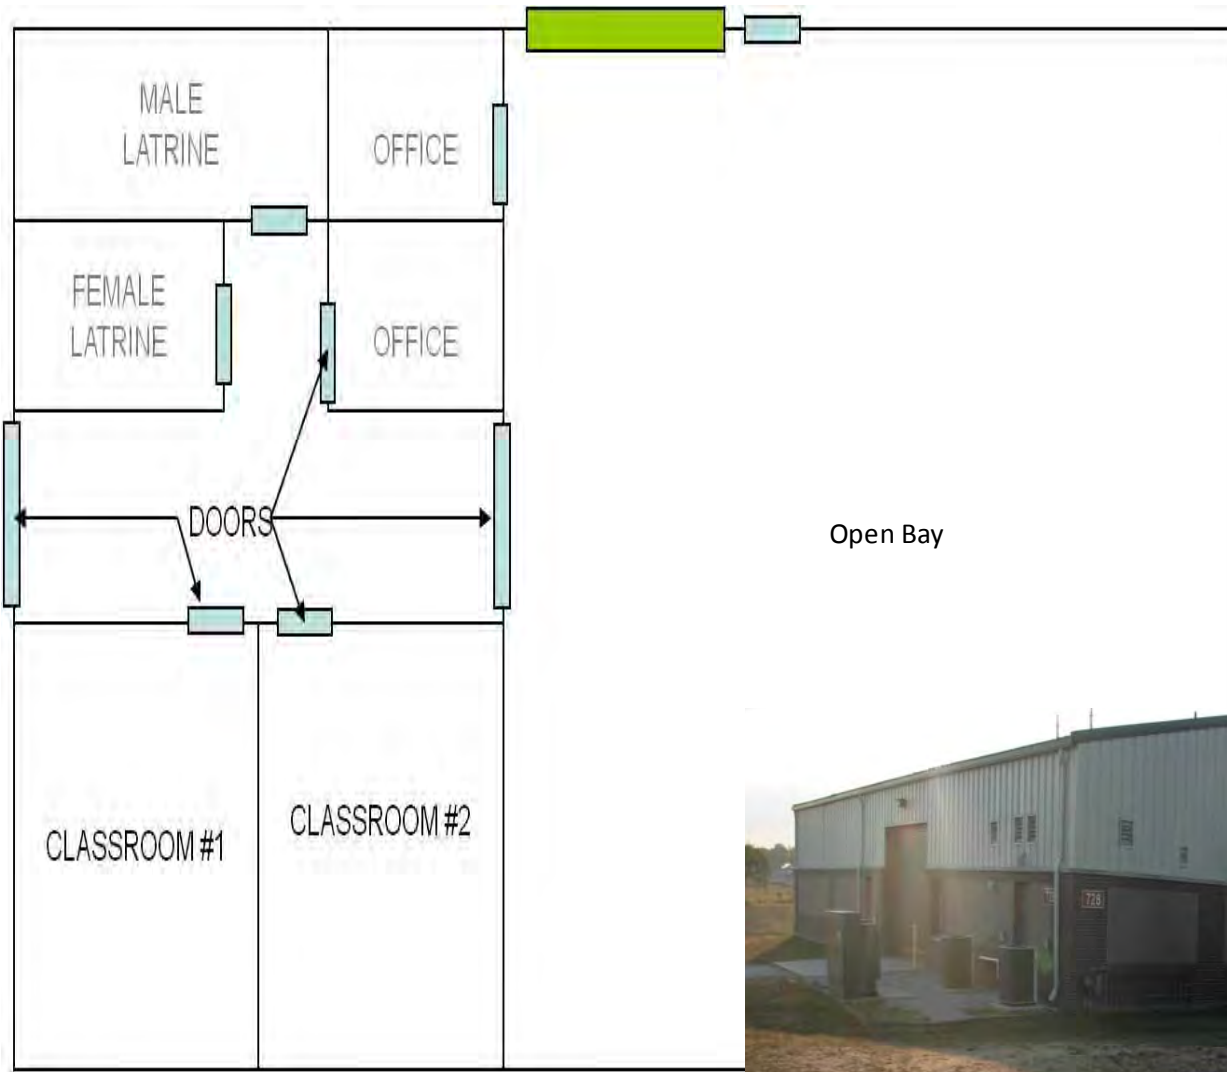 MALE
LATRINE
OFFICE
FEMALE
LATRINE
OFFICE
DOORS
Open Bay
CLASSROOM #1
CLASSROOM #2
728